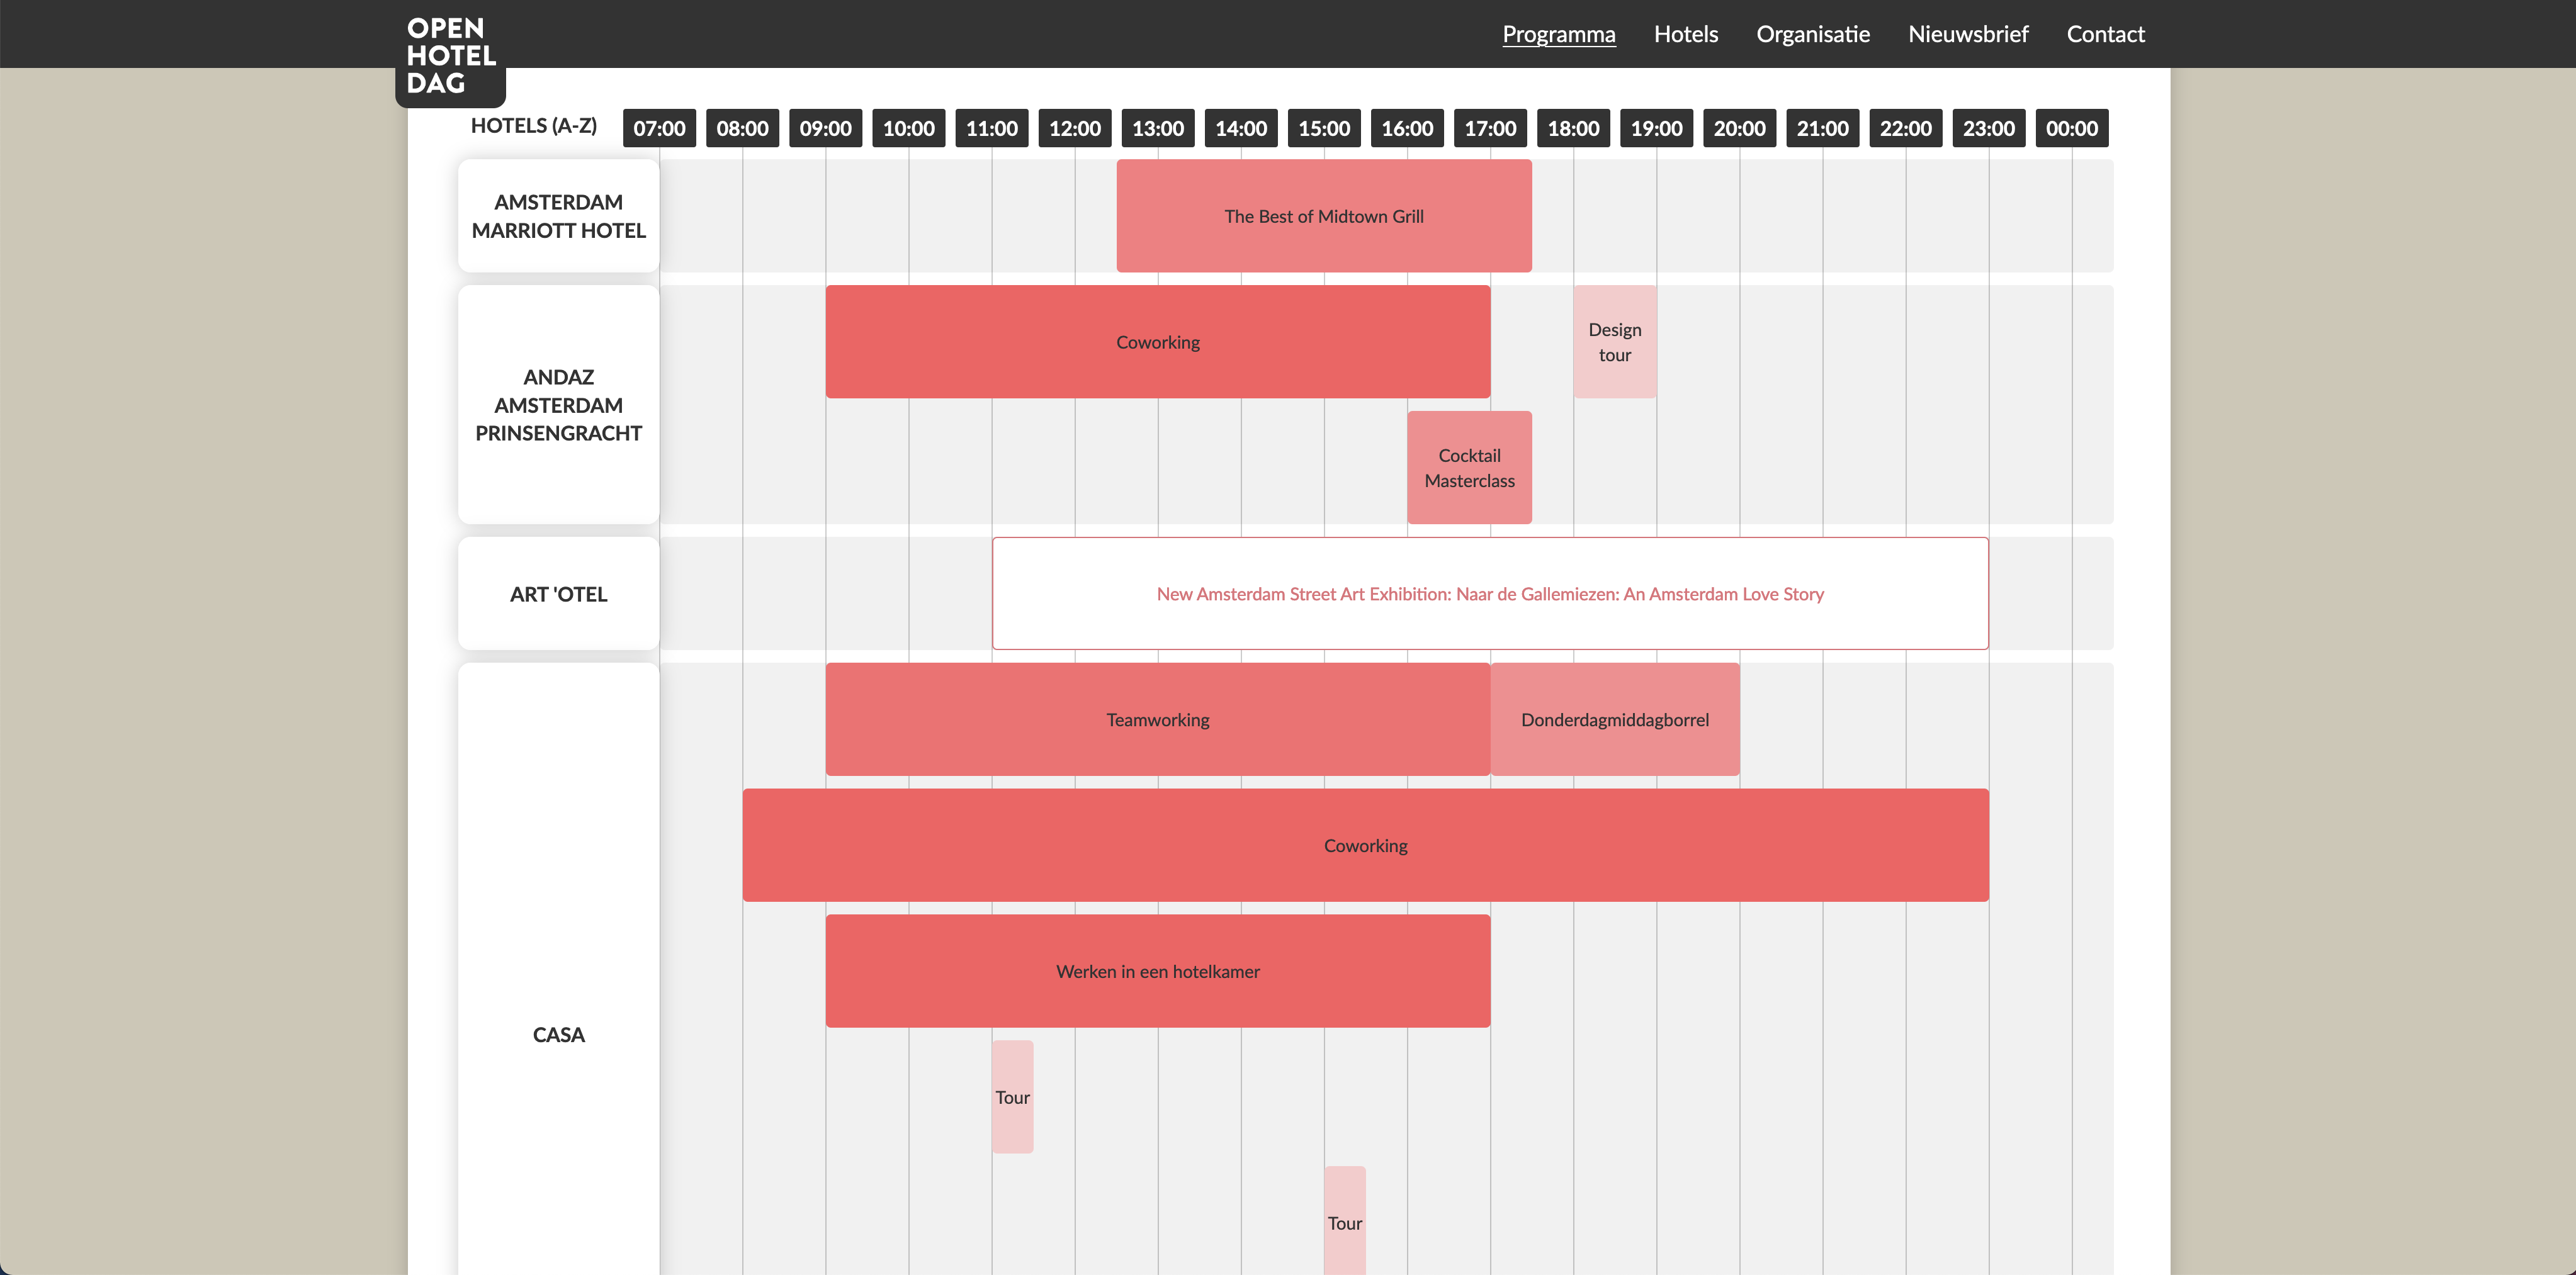 OPEN
HOTEL
DAG
Programma Hotels Organisatie Nieuwsbrief Contact
HOTELS (A-Z) 07:00 08:00 09:00 10:00 11:00 12:00 13:00 14:00 15:00 16:00 17:00 18:00 19:00 20:00 21:00 22:00 23:00 00:00
AMSTERDAM
MARRIOTT HOTEL
The Best of Midtown Grill
ANDAZ
AMSTERDAM
PRINSENGRACHT
Coworking
Design
tour
Cocktail
Masterclass
ART 'OTEL
New Amsterdam Street Art Exhibition: Naar de Gallemiezen: An Amsterdam Love Story
CASA
Teamworking
Donderdagmiddagborrel
Coworking
Werken in een hotelkamer
Tour
Tour